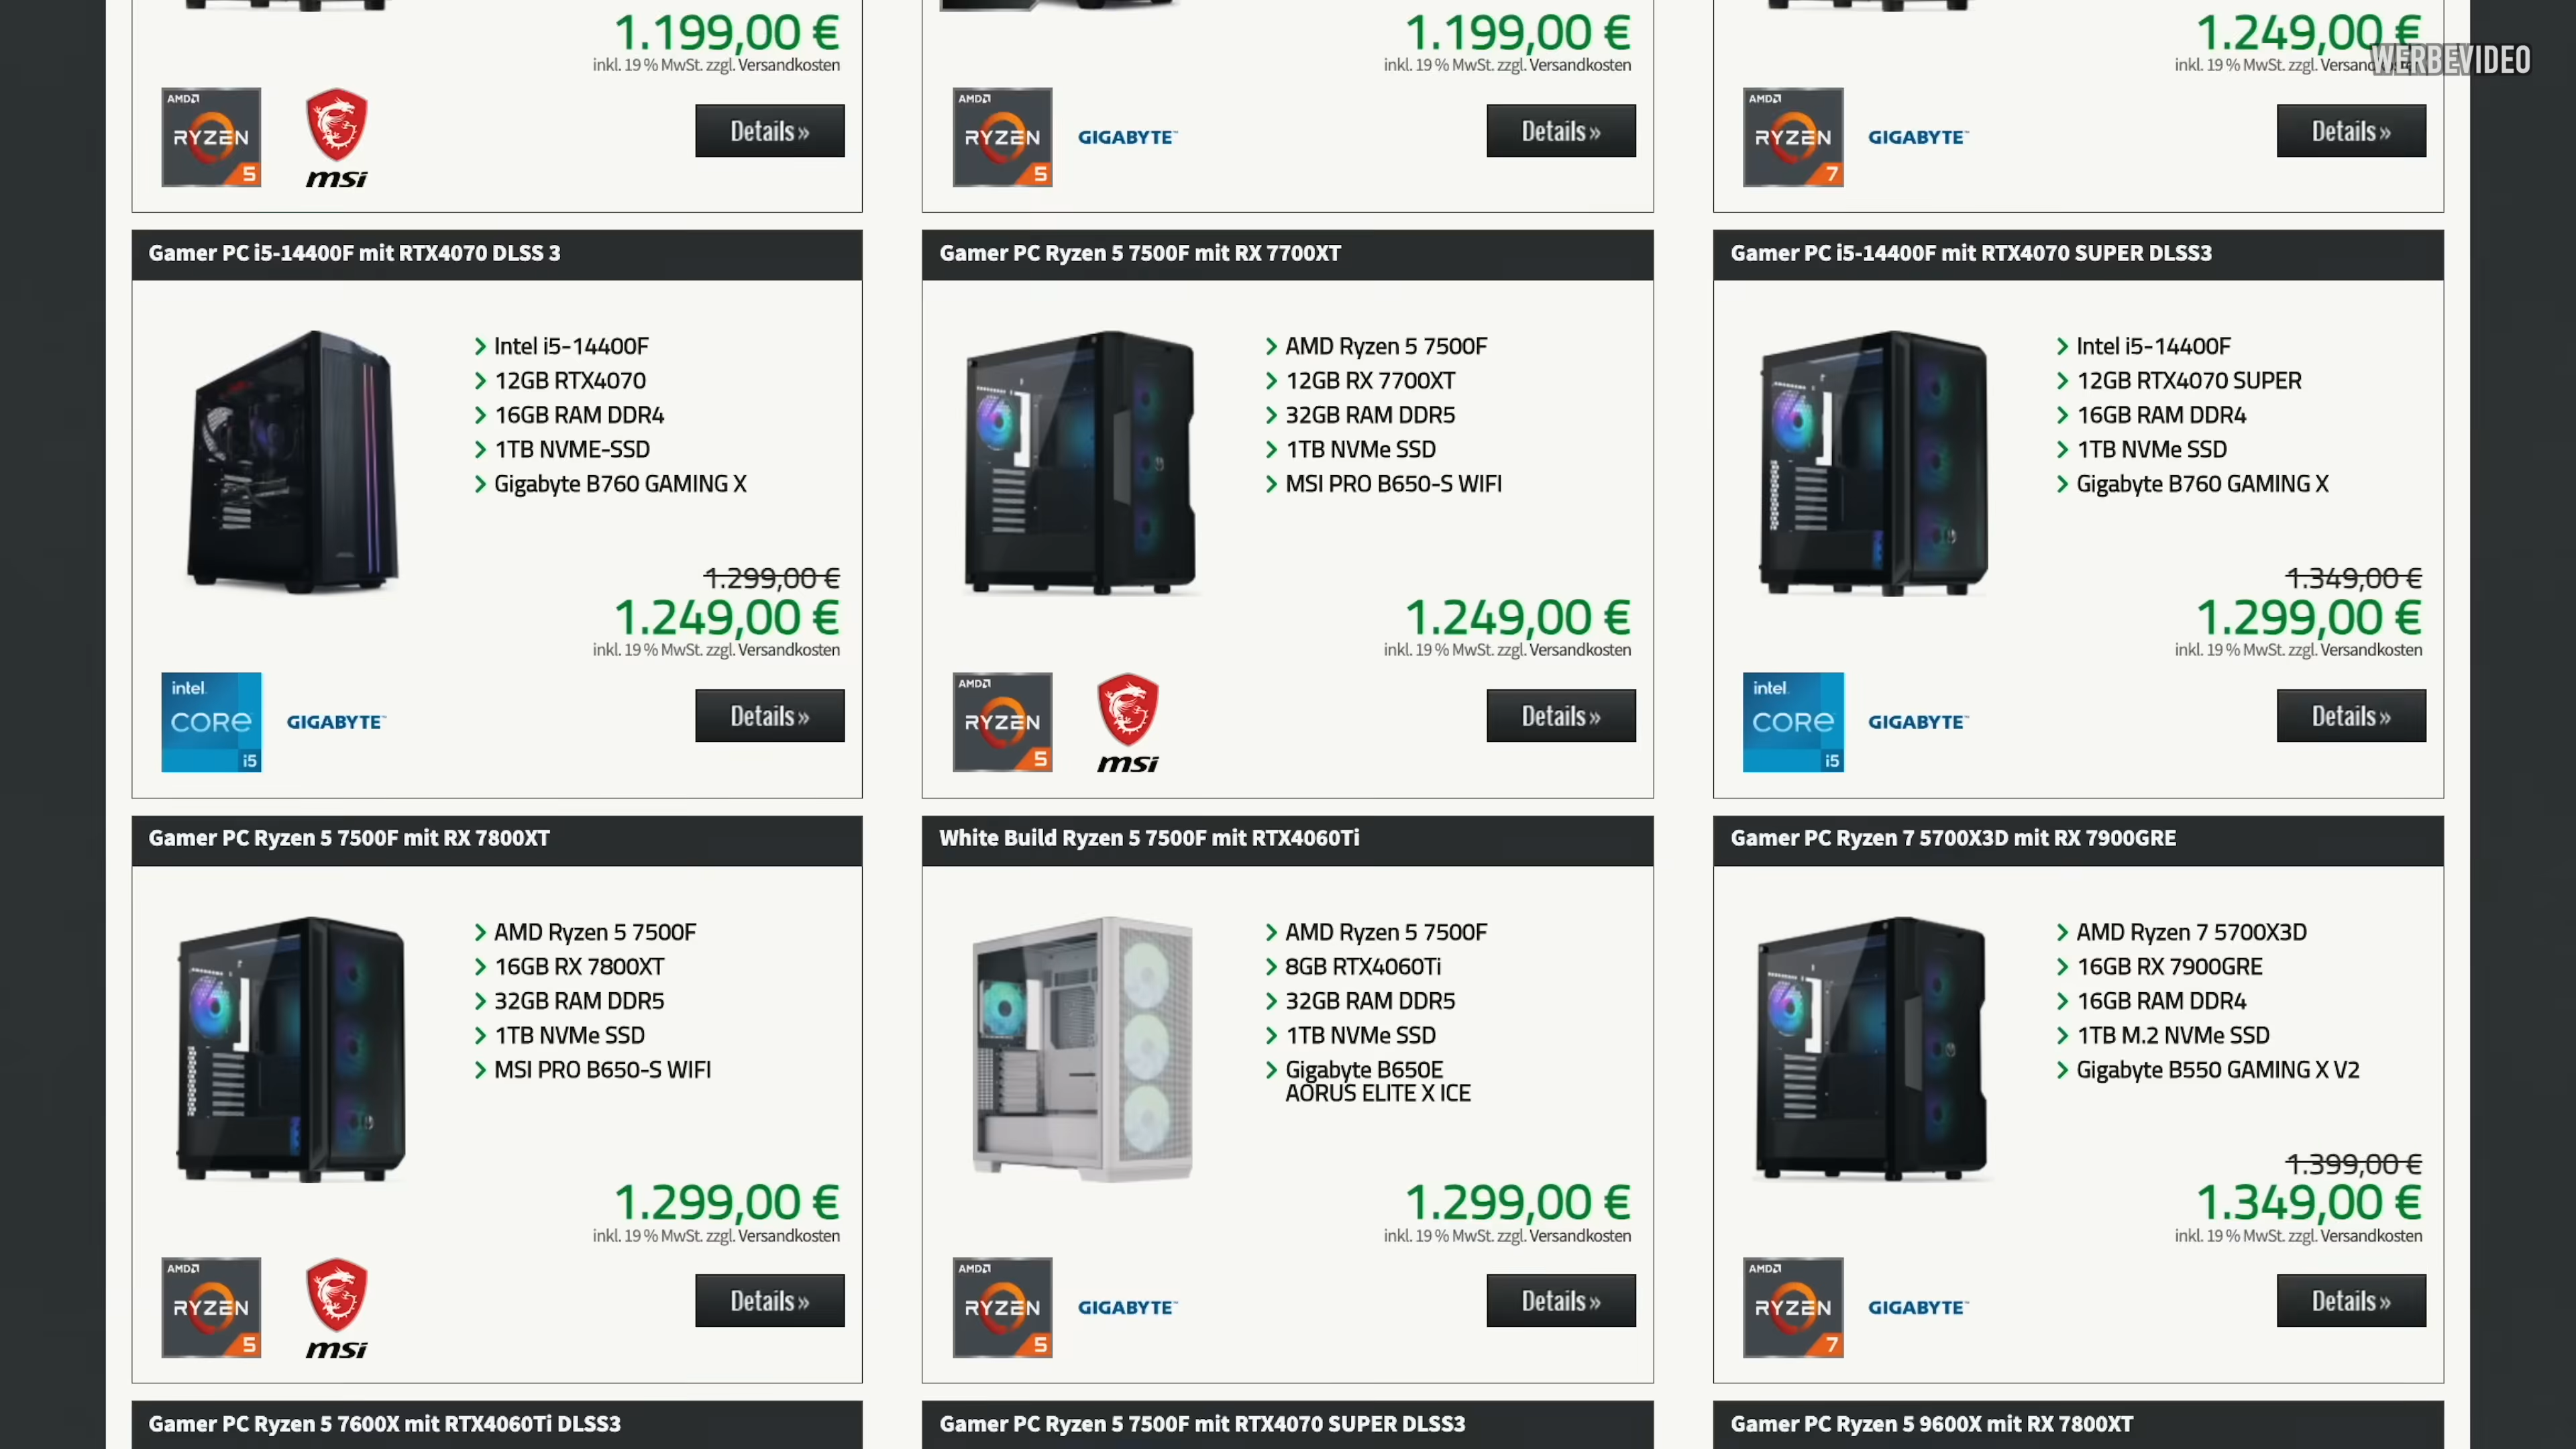 1.199,00 €
inkl. 19 % MwSt. zzgl. Versandkosten
AMD
RYZEN
5
msi
Details »
1.199,00 €
inkl. 19 % MwSt. zzgl. Versandkosten
AMD
RYZEN
5
GIGABYTE™
Details »
1.249,00 €
inkl. 19 % MwSt. zzgl.
WERBEVIDEO
AMD
RYZEN
7
GIGABYTE™
Details »
Gamer PC i5-14400F mit RTX4070 DLSS 3
Intel i5-14400F
12GB RTX4070
16GB RAM DDR4
1TB NVME-SSD
Gigabyte B760 GAMING X
1.299,00 €
1.249,00 €
inkl. 19 % MwSt. zzgl. Versandkosten
intel
CORE
i5
GIGABYTE™
Details »
Gamer PC Ryzen 5 7500F mit RX 7700XT
AMD Ryzen 5 7500F
12GB RX 7700XT
32GB RAM DDR5
1TB NVMe SSD
MSI PRO B650-S WIFI
1.249,00 €
inkl. 19 % MwSt. zzgl. Versandkosten
AMD
RYZEN
5
msi
Details »
Gamer PC i5-14400F mit RTX4070 SUPER DLSS3
Intel i5-14400F
12GB RTX4070 SUPER
16GB RAM DDR4
1TB NVMe SSD
Gigabyte B760 GAMING X
1.349,00 €
1.299,00 €
inkl. 19 % MwSt. zzgl. Versandkosten
intel
CORE
i5
GIGABYTE™
Details »
Gamer PC Ryzen 5 7500F mit RX 7800XT
AMD Ryzen 5 7500F
16GB RX 7800XT
32GB RAM DDR5
1TB NVMe SSD
MSI PRO B650-S WIFI
1.299,00 €
inkl. 19 % MwSt. zzgl. Versandkosten
AMD
RYZEN
5
msi
Details »
White Build Ryzen 5 7500F mit RTX4060Ti
AMD Ryzen 5 7500F
8GB RTX4060Ti
32GB RAM DDR5
1TB NVMe SSD
Gigabyte B650E
AORUS ELITE X ICE
1.299,00 €
inkl. 19 % MwSt. zzgl. Versandkosten
AMD
RYZEN
5
GIGABYTE™
Details »
Gamer PC Ryzen 7 5700X3D mit RX 7900GRE
AMD Ryzen 7 5700X3D
16GB RX 7900GRE
16GB RAM DDR4
1TB M.2 NVMe SSD
Gigabyte B550 GAMING X V2
1.399,00 €
1.349,00 €
inkl. 19 % MwSt. zzgl. Versandkosten
AMD
RYZEN
7
GIGABYTE™
Details »
Gamer PC Ryzen 5 7600X mit RTX4060Ti DLSS3
Gamer PC Ryzen 5 7500F mit RTX4070 SUPER DLSS3
Gamer PC Ryzen 5 9600X mit RX 7800XT